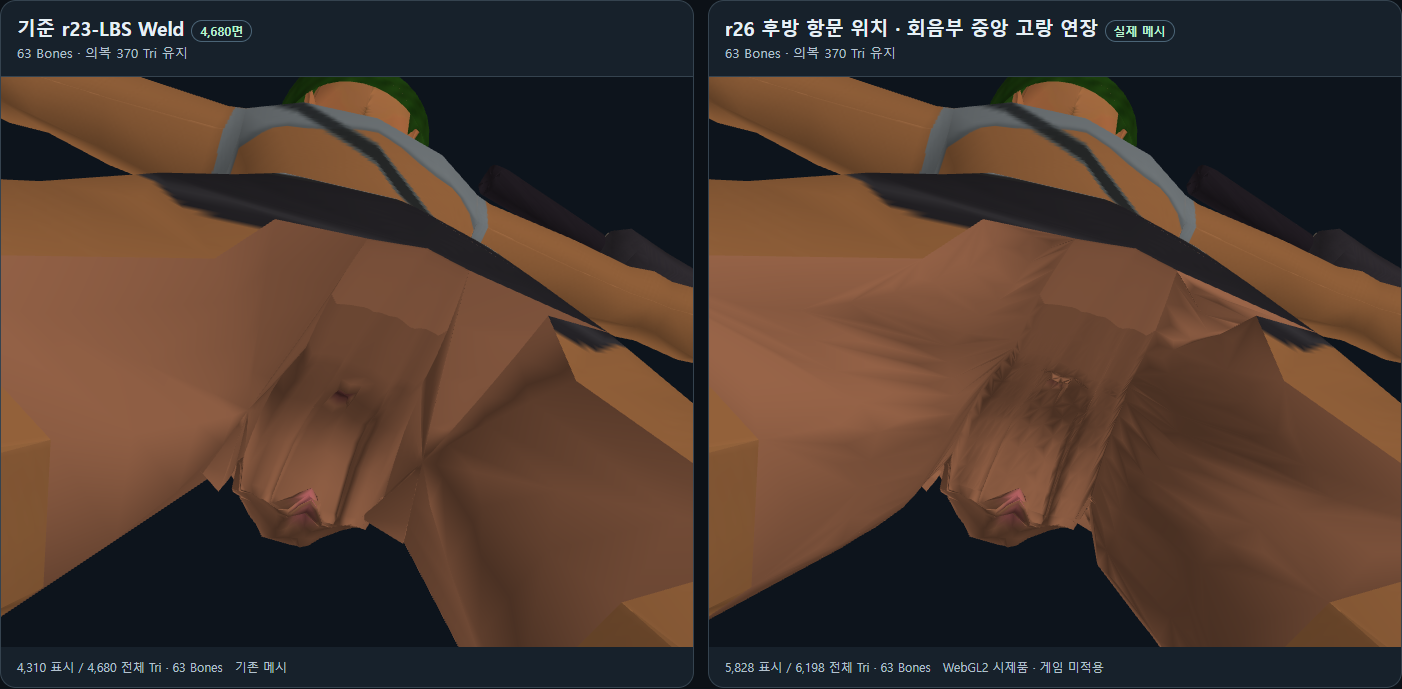 기준 r23-LBS Weld 4,680면
63 Bones · 의복 370 Tri 유지
4,310 표시 / 4,680 전체 Tri · 63 Bones 기존 메시
r26 후방 항문 위치 · 회음부 중앙 고랑 연장 실제 메시
63 Bones · 의복 370 Tri 유지
5,828 표시 / 6,198 전체 Tri · 63 Bones WebGL2 시제품 · 게임 미적용